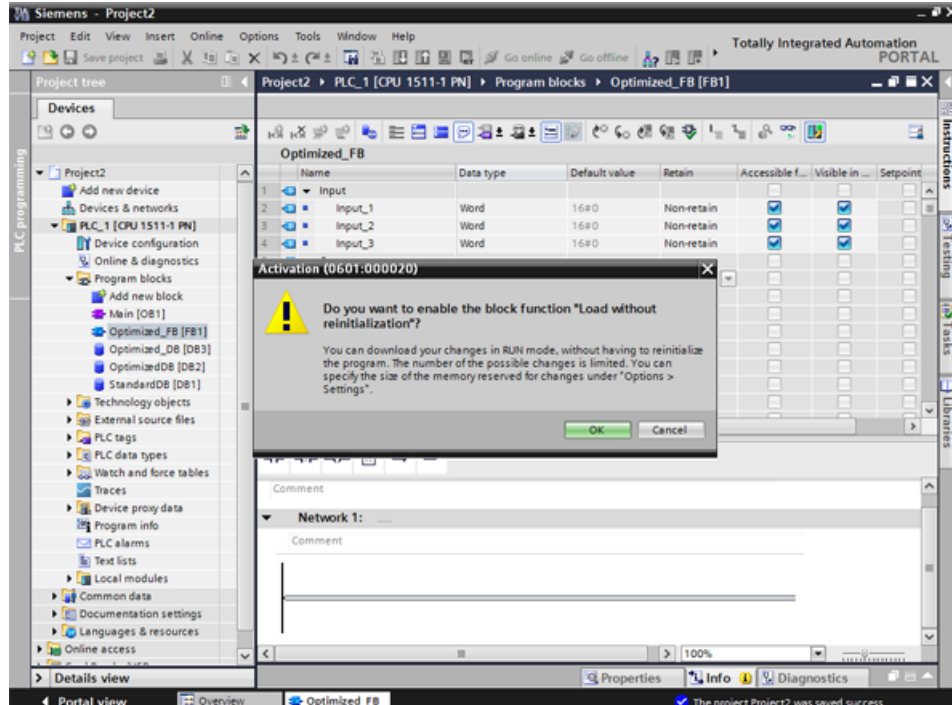 Siemens - Project2
Project Edit View Insert Online Options Tools Window Help
Save project Go online Go offline
Totally Integrated Automation
PORTAL
Project tree
Project2 PLC_1 [CPU 1511-1 PN] Program blocks Optimized_FB [FB1]
Devices
PLC programming
Project2
Add new device
Devices & networks
PLC_1 [CPU 1511-1 PN]
Device configuration
Online & diagnostics
Program blocks
Add new block
Main [OB1]
Optimized_FB [FB1]
Optimized_DB [DB3]
OptimizedDB [DB2]
StandardDB [DB1]
Technology objects
External source files
PLC tags
PLC data types
Watch and force tables
Traces
Device proxy data
Program info
PLC alarms
Text lists
Local modules
Common data
Documentation settings
Languages & resources
Online access
Details view
Optimized_FB
Name Data type Default value Retain Accessible f... Visible in ... Setpoint
1 Input
2 Input_1 Word 16#0 Non-retain
3 Input_2 Word 16#0 Non-retain
4 Input_3 Word 16#0 Non-retain
Activation (0601:000020)
Do you want to enable the block function "Load without
reinitialization"?
You can download your changes in RUN mode, without having to reinitialize
the program. The number of the possible changes is limited. You can
specify the size of the memory reserved for changes under "Options >
Settings".
OK Cancel
Comment
Network 1: .....
Comment
100%
Properties Info Diagnostics
Instructions
Testing
Tasks
Libraries
Portal view Overview Optimized_FB The project Project2 was saved success